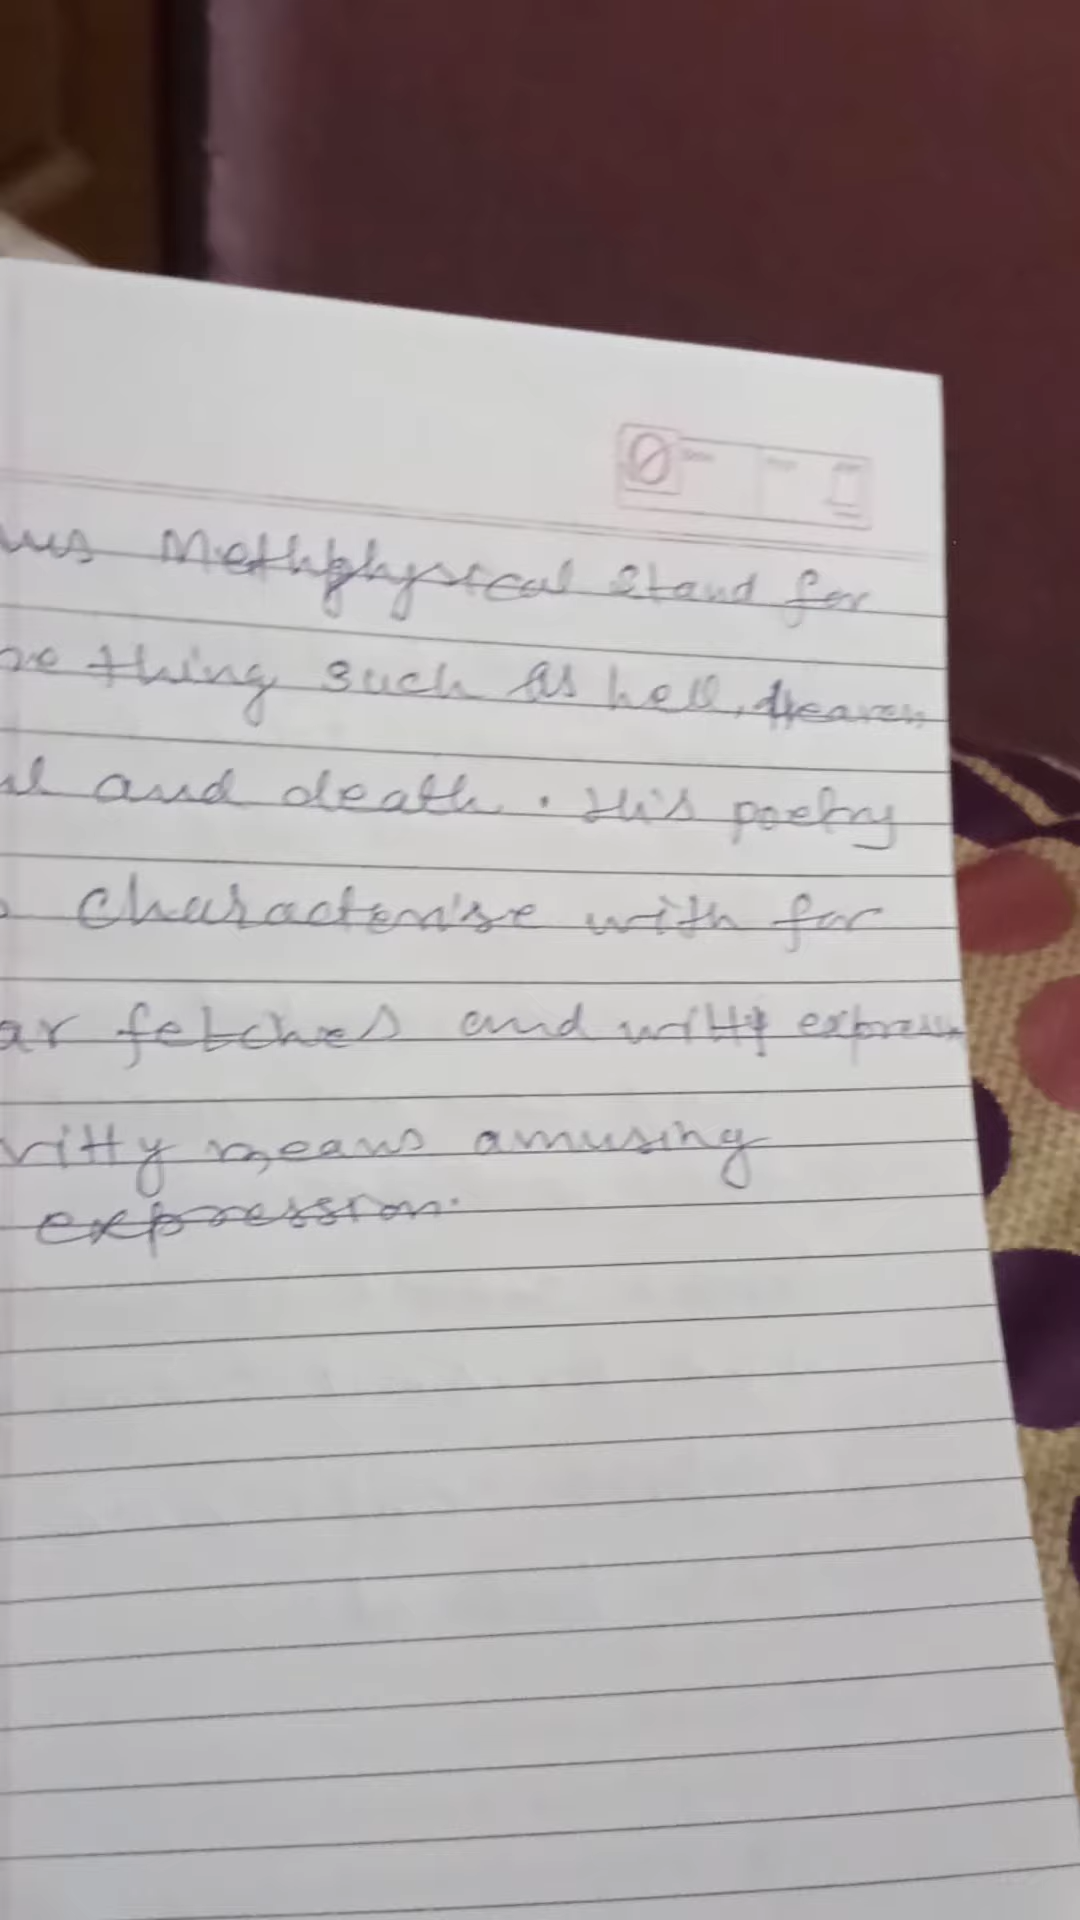 Methphysical stand for
thing such as hell, Heaven
and death. His poetry
characterise with far
fetches and witty express
means amusing
expression.